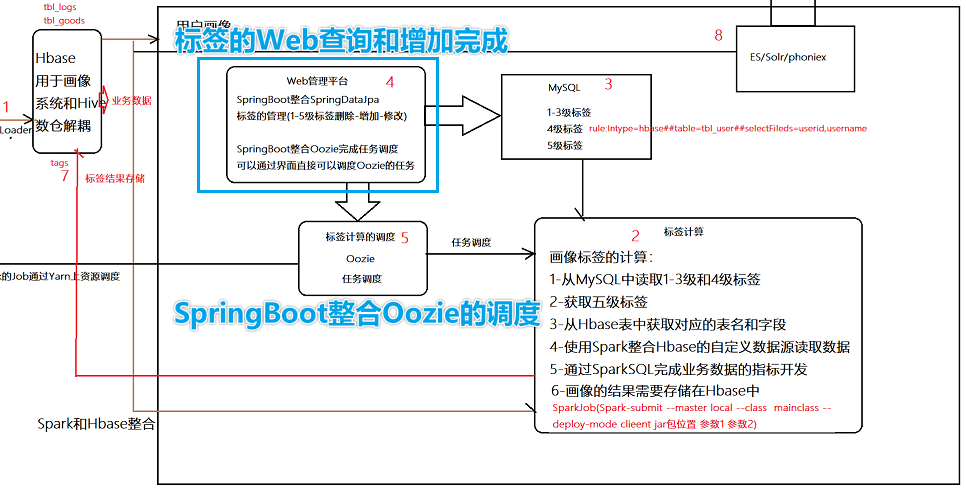 tbl_logs
tbl_goods
Hbase
用于画像
系统和Hive
数仓解耦
1
Loader
业务数据
tags
7
标签结果存储
标签的Web查询和增加完成
Web管理平台
4
SpringBoot整合SpringDataJpa
标签的管理(1-5级标签删除-增加-修改)
SpringBoot整合Oozie完成任务调度
可以通过界面直接可以调度Oozie的任务
MySQL
3
1-3级标签
4级标签 rule:Intype=hbase##table=tbl_user##selectFileds=userid,username
5级标签
8
ES/Solr/phoniex
标签计算的调度 5
Oozie
任务调度
任务调度
的Job通过Yarn上资源调度
SpringBoot整合Oozie的调度
2
标签计算
画像标签的计算:
1-从MySQL中读取1-3级和4级标签
2-获取五级标签
3-从Hbase表中获取对应的表名和字段
4-使用Spark整合Hbase的自定义数据源读取数据
5-通过SparkSQL完成业务数据的指标开发
6-画像的结果需要存储在Hbase中
SparkJob(Spark-submit --master local --class mainclass --
deploy-mode clieent jar包位置 参数1 参数2)
Spark和Hbase整合